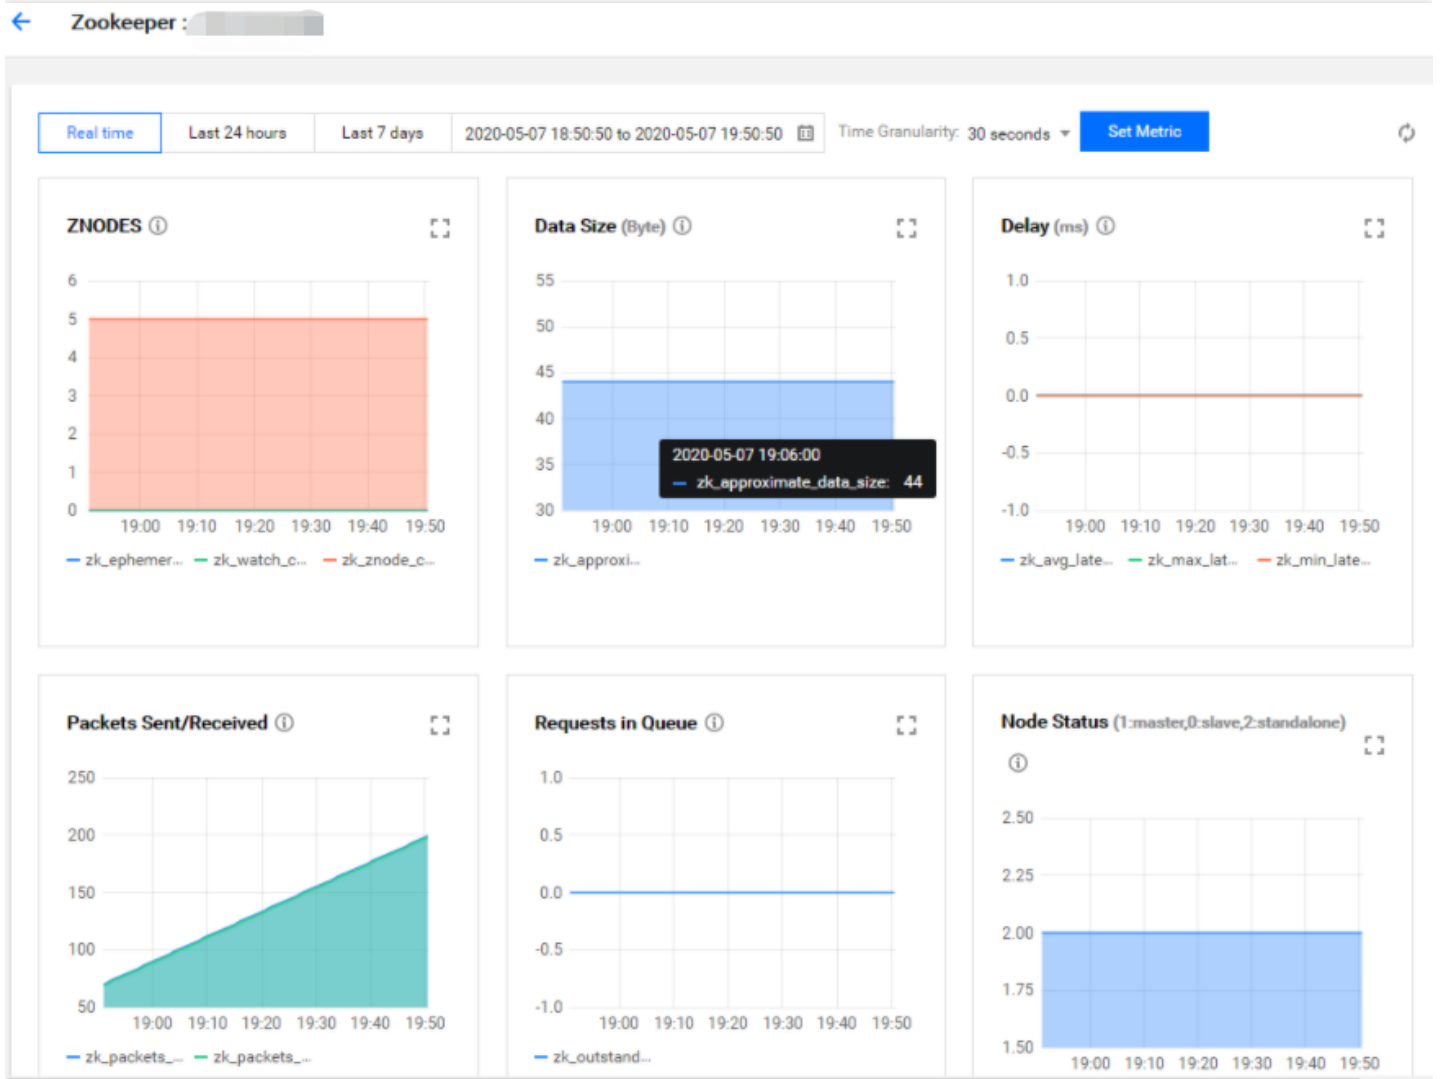 Zookeeper :
Real time Last 24 hours Last 7 days 2020-05-07 18:50:50 to 2020-05-07 19:50:50 Time Granularity: 30 seconds Set Metric
ZNODES
6
5
4
3
2
1
0
19:00 19:10 19:20 19:30 19:40 19:50
zk_ephemer... zk_watch_c... zk_znode_c...
Data Size (Byte)
55
50
45
40
35
30
2020-05-07 19:06:00
zk_approximate_data_size: 44
19:00 19:10 19:20 19:30 19:40 19:50
zk_approxi...
Delay (ms)
1.0
0.5
0.0
-0.5
-1.0
19:00 19:10 19:20 19:30 19:40 19:50
zk_avg_late... zk_max_lat... zk_min_late...
Packets Sent/Received
250
200
150
100
50
19:00 19:10 19:20 19:30 19:40 19:50
zk_packets_... zk_packets_...
Requests in Queue
1.0
0.5
0.0
-0.5
-1.0
19:00 19:10 19:20 19:30 19:40 19:50
zk_outstand...
Node Status (1:master,0:slave,2:standalone)
2.50
2.25
2.00
1.75
1.50
19:00 19:10 19:20 19:30 19:40 19:50